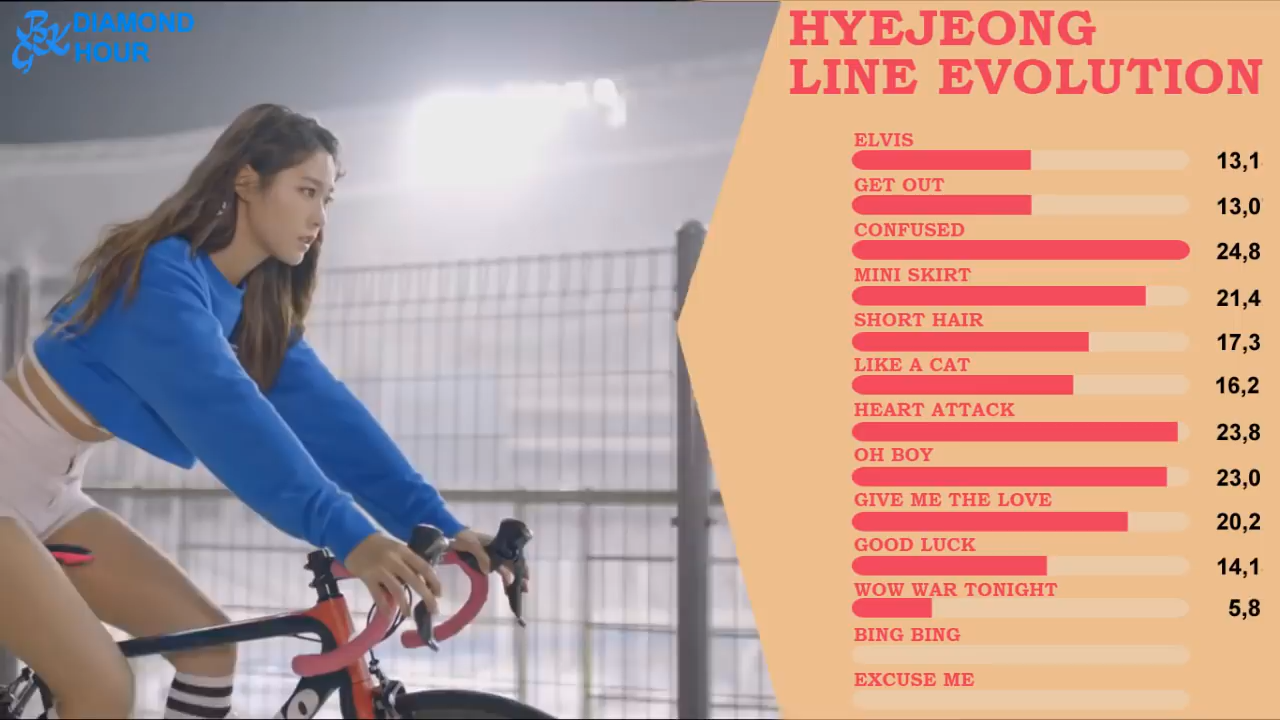 DIAMOND
HOUR
HYEJEONG
LINE EVOLUTION
ELVIS
13,1
GET OUT
13,0
CONFUSED
24,8
MINI SKIRT
21,4
SHORT HAIR
17,3
LIKE A CAT
16,2
HEART ATTACK
23,8
OH BOY
23,0
GIVE ME THE LOVE
20,2
GOOD LUCK
14,1
WOW WAR TONIGHT
5,8
BING BING
EXCUSE ME